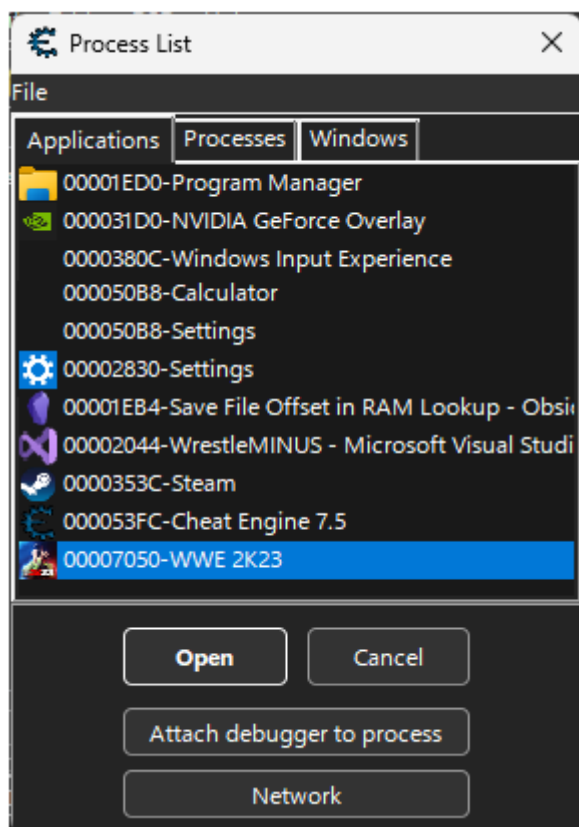 Process List
File
Applications Processes Windows
00001ED0-Program Manager
000031D0-NVIDIA GeForce Overlay
0000380C-Windows Input Experience
000050B8-Calculator
000050B8-Settings
00002830-Settings
00001EB4-Save File Offset in RAM Lookup - Obsi
00002044-WrestleMINUS - Microsoft Visual Studi
0000353C-Steam
000053FC-Cheat Engine 7.5
00007050-WWE 2K23
Open Cancel
Attach debugger to process
Network